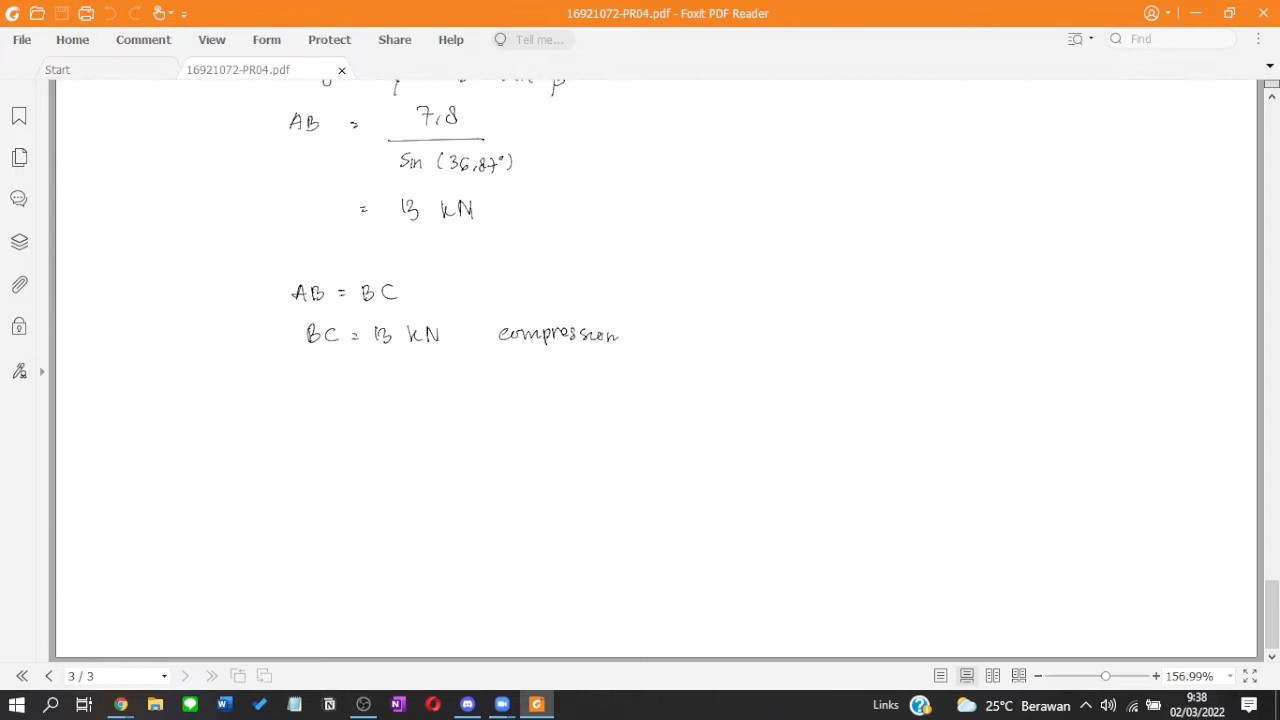 16921072-PR04.pdf - Foxit PDF Reader
File Home Comment View Form Protect Share Help Tell me... Find
Start 16921072-PR04.pdf
AB = 7,8
sin (36,87°)
= 13 kN
AB = BC
BC = 13 kN compression
3 / 3 156.99%
Links 25°C Berawan 9:38
02/03/2022